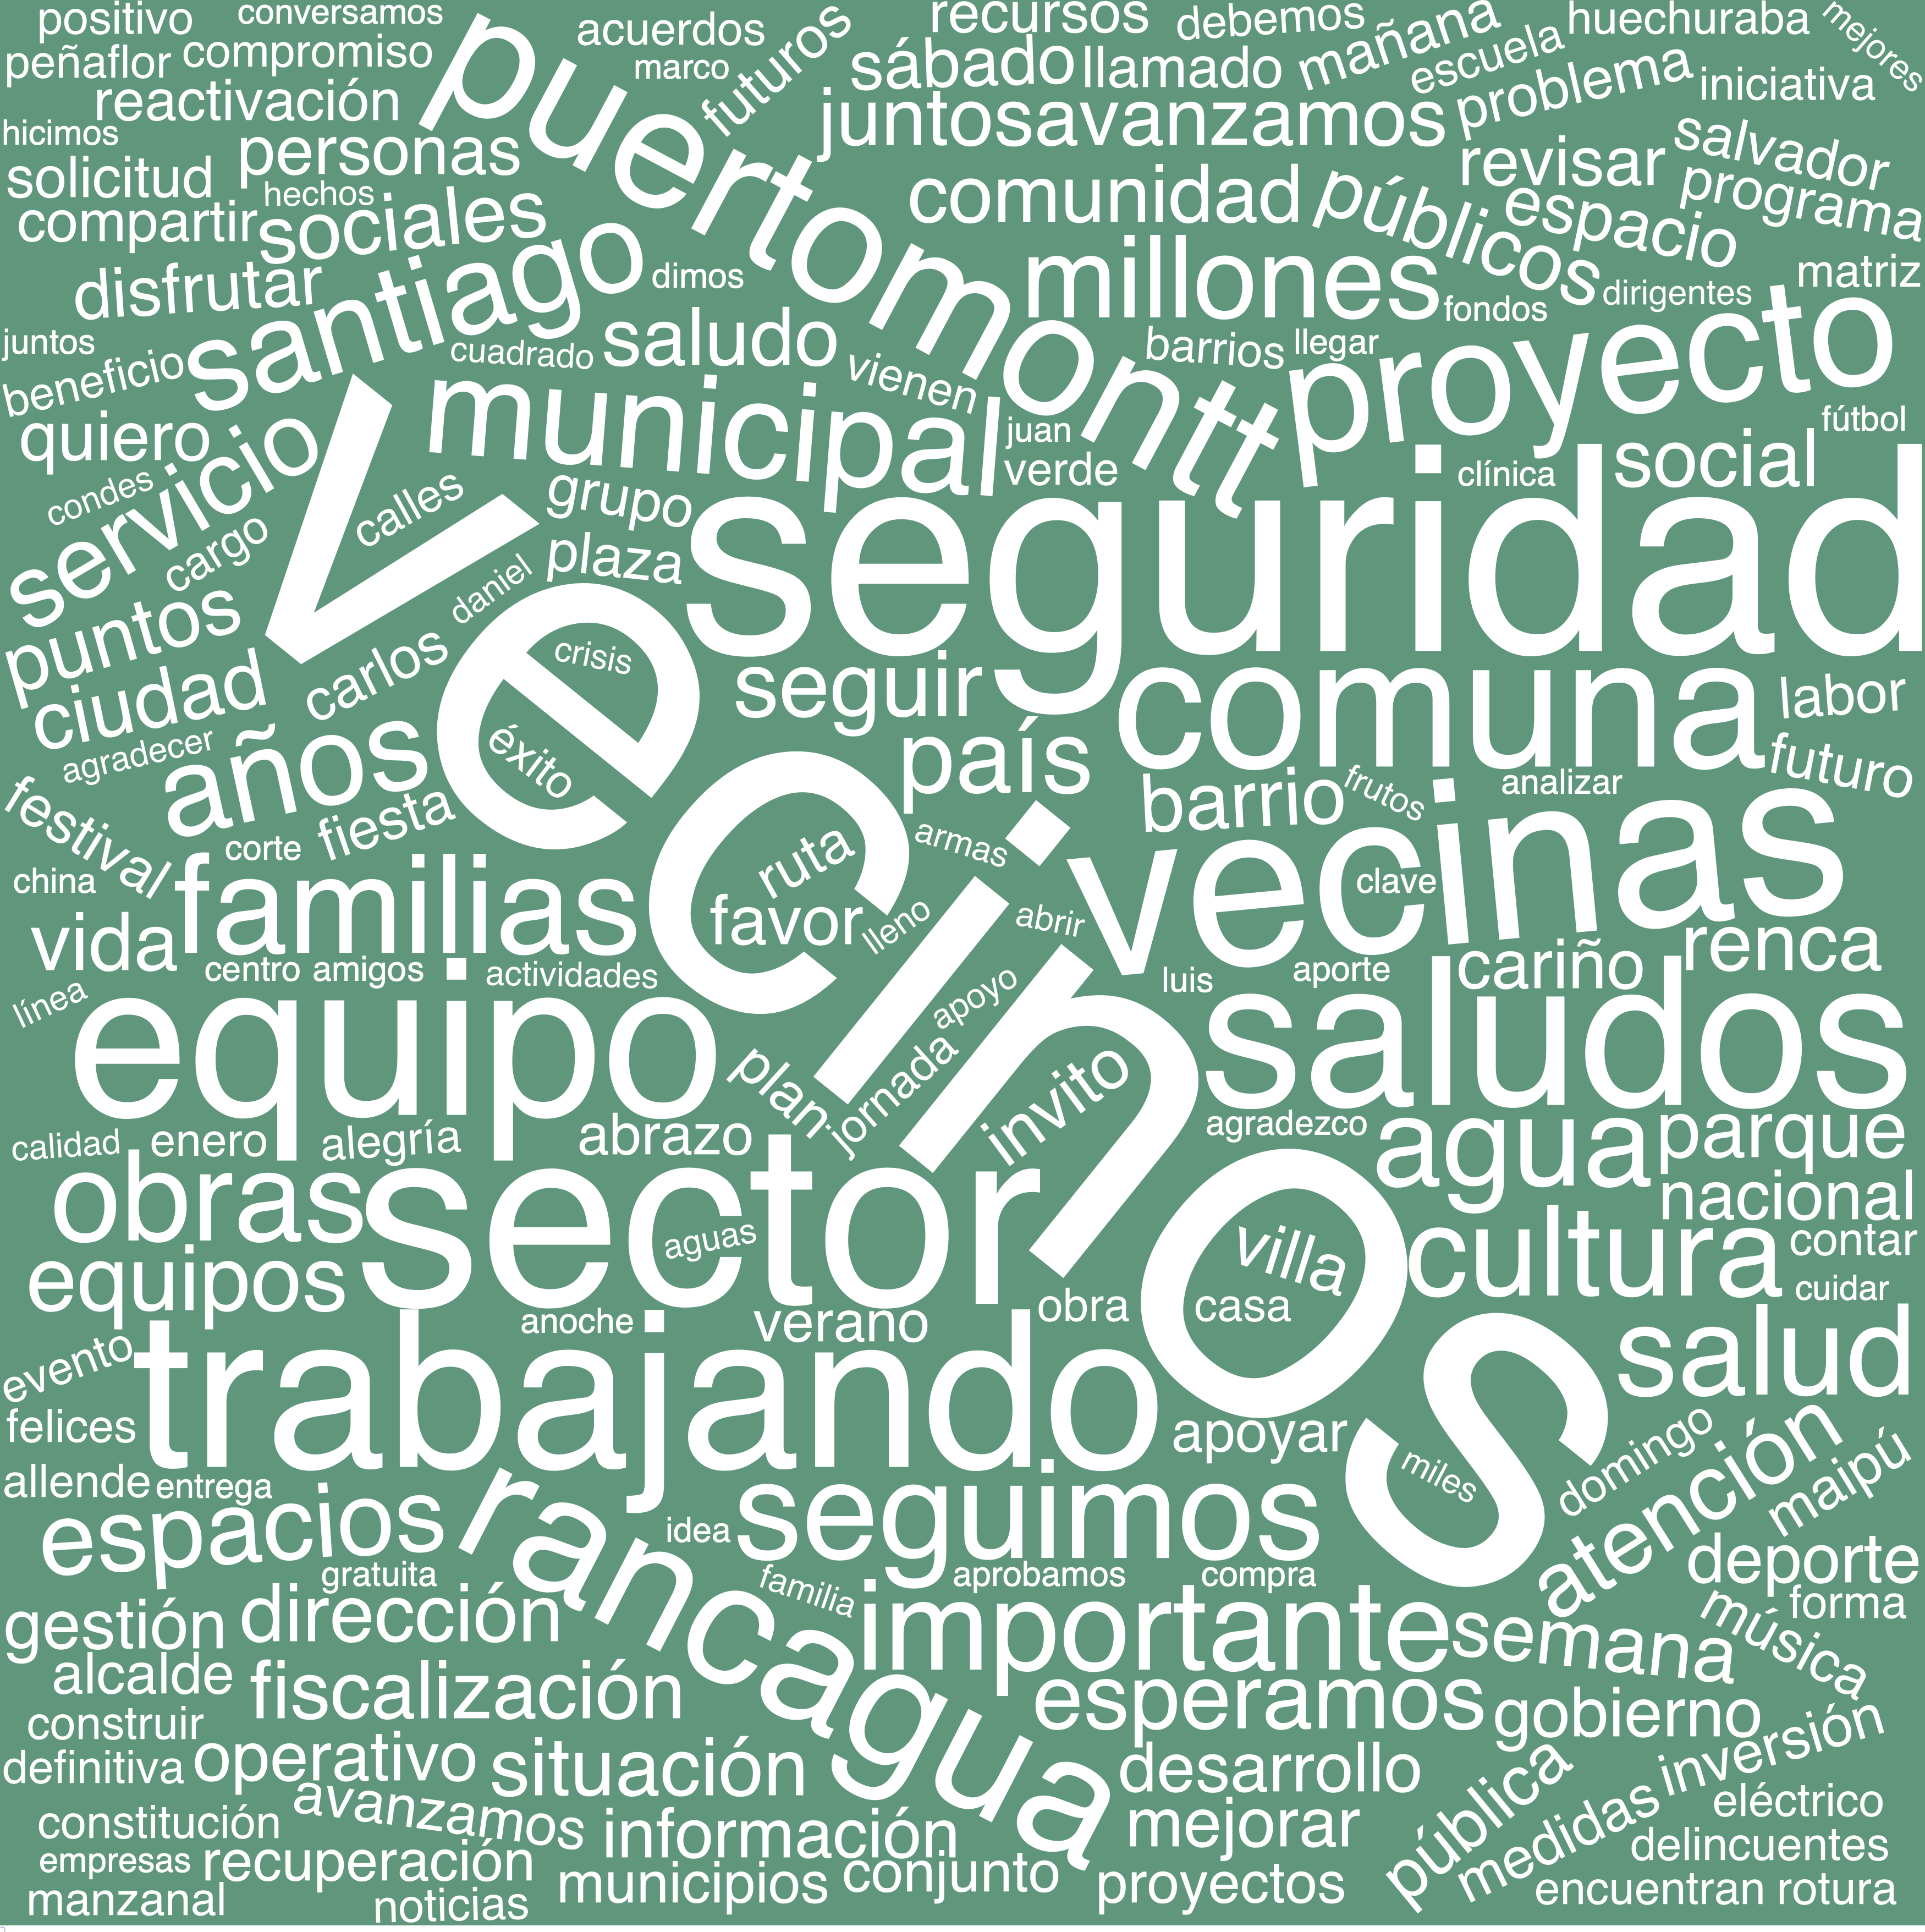 positivo
conversamos
acuerdos
recursos
debemos
mañana
huechuraba
mejores
peñaflor
compromiso
puertomontt
marco
futuros
sábado
llamado
escuela
problema
iniciativa
reactivación
juntosavanzamos
hicimos
personas
revisar
salvador
solicitud
hechos
comunidad
públicos
espacio
programa
compartir
sociales
disfrutar
santiago
dimos
millones
fondos
dirigentes
matriz
juntos
beneficio
cuadrado
saludo
vienen
barrios
llegar
proyecto
quiero
municipal
juan
verde
fútbol
clínica
social
condes
servicio
calles
grupo
cargo
plaza
seguridad
daniel
puntos
carlos
crisis
vecinos
ciudad
seguir
comuna
labor
agradecer
años
éxito
país
futuro
festival
fiesta
barrio
frutos
analizar
corte
ruta
armas
vecinas
china
familias
clave
vida
favor
lleno
abrir
centro
amigos
actividades
luis
aporte
cariño
renca
línea
equipo
apoyo
saludos
plan
jornada
invito
calidad
enero
alegría
abrazo
agradezco
agua
parque
obras
sector
nacional
aguas
villa
cultura
contar
equipos
casa
cuidar
anoche
verano
obra
evento
trabajando
salud
felices
apoyar
domingo
atención
maipú
allende
entrega
miles
espacios
rancagua
idea
seguimos
deporte
gratuita
familia
aprobamos
compra
forma
gestión
dirección
importante
semana
música
alcalde
fiscalización
esperamos
gobierno
construir
definitiva
operativo
situación
desarrollo
pública
inversión
avanzamos
constitución
información
mejorar
medidas
eléctrico
empresas
recuperación
delincuentes
manzanal
noticias
municipios
conjunto
proyectos
encuentran
rotura